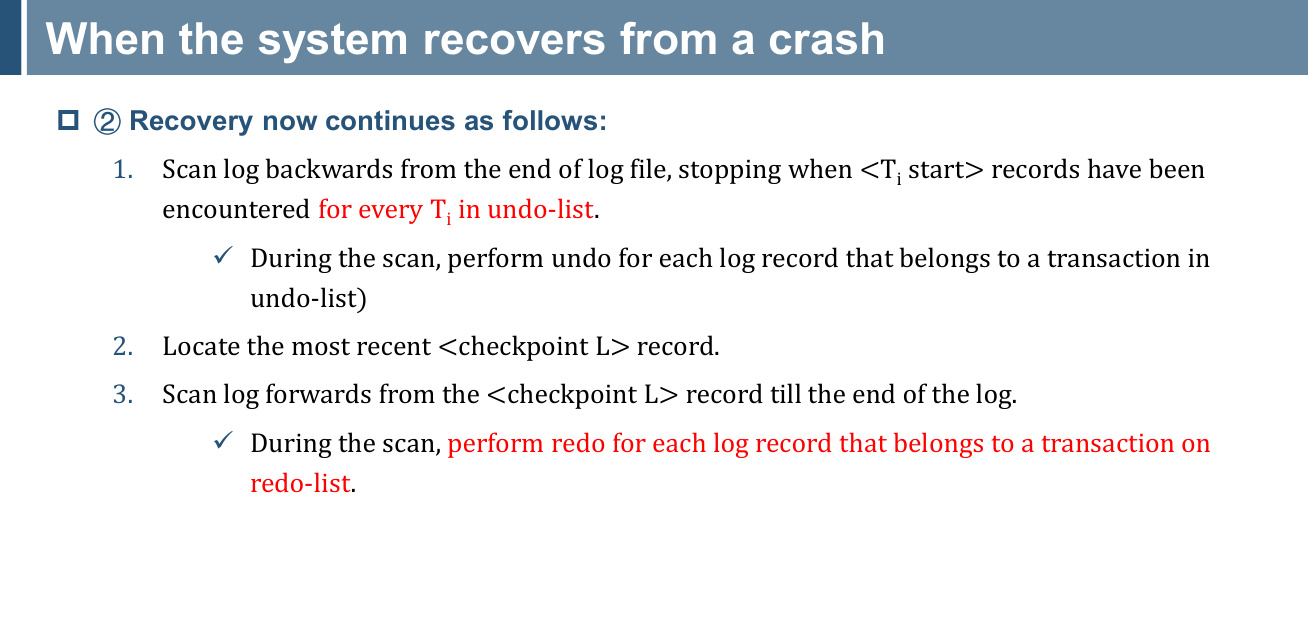 When the system recovers from a crash
② Recovery now continues as follows:
1. Scan log backwards from the end of log file, stopping when <Ti start> records have been
encountered for every Ti in undo-list.
✓ During the scan, perform undo for each log record that belongs to a transaction in
undo-list)
2. Locate the most recent <checkpoint L> record.
3. Scan log forwards from the <checkpoint L> record till the end of the log.
✓ During the scan, perform redo for each log record that belongs to a transaction on
redo-list.